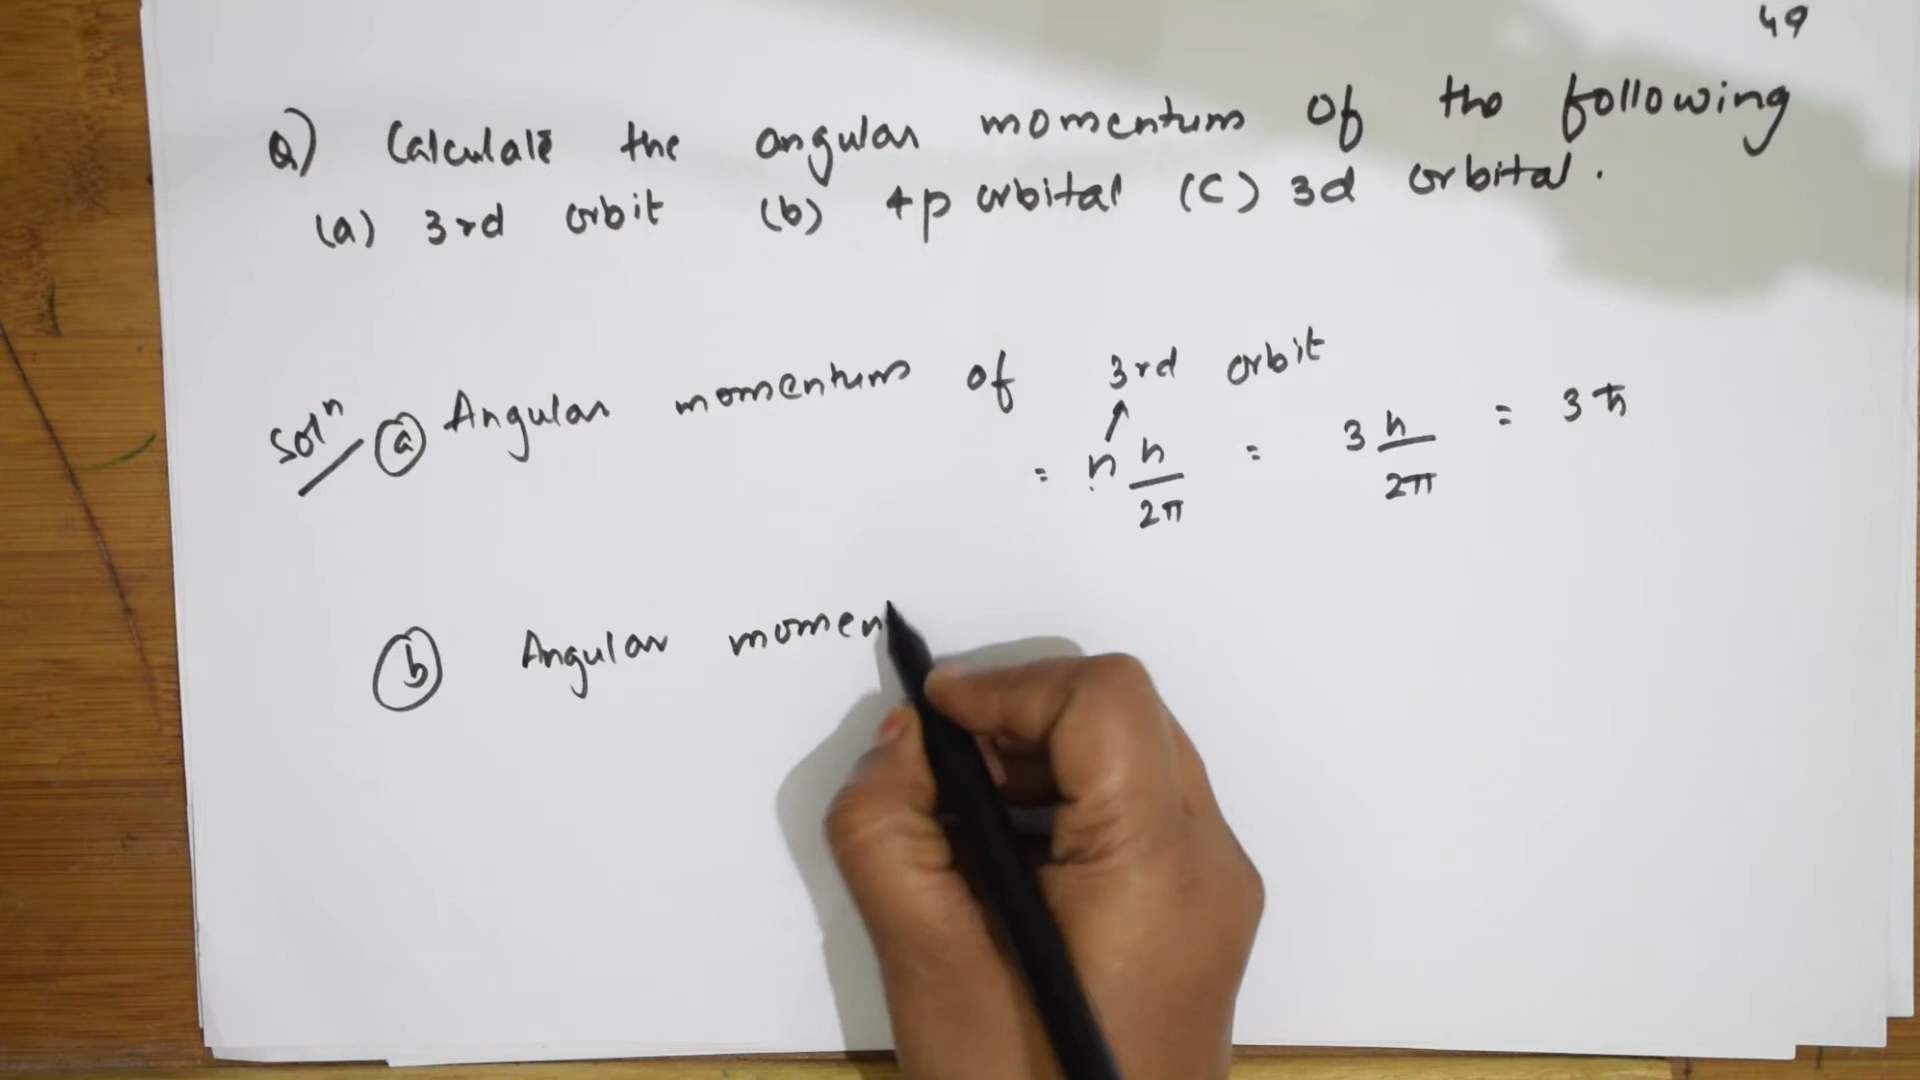 49
Q) Calculate the angular momentum of the following
(a) 3rd orbit (b) 4p orbital (C) 3d orbital.
Solⁿ (a) Angular momentum of 3rd orbit
= n h/2π = 3 h/2π = 3ħ
(b) Angular momen